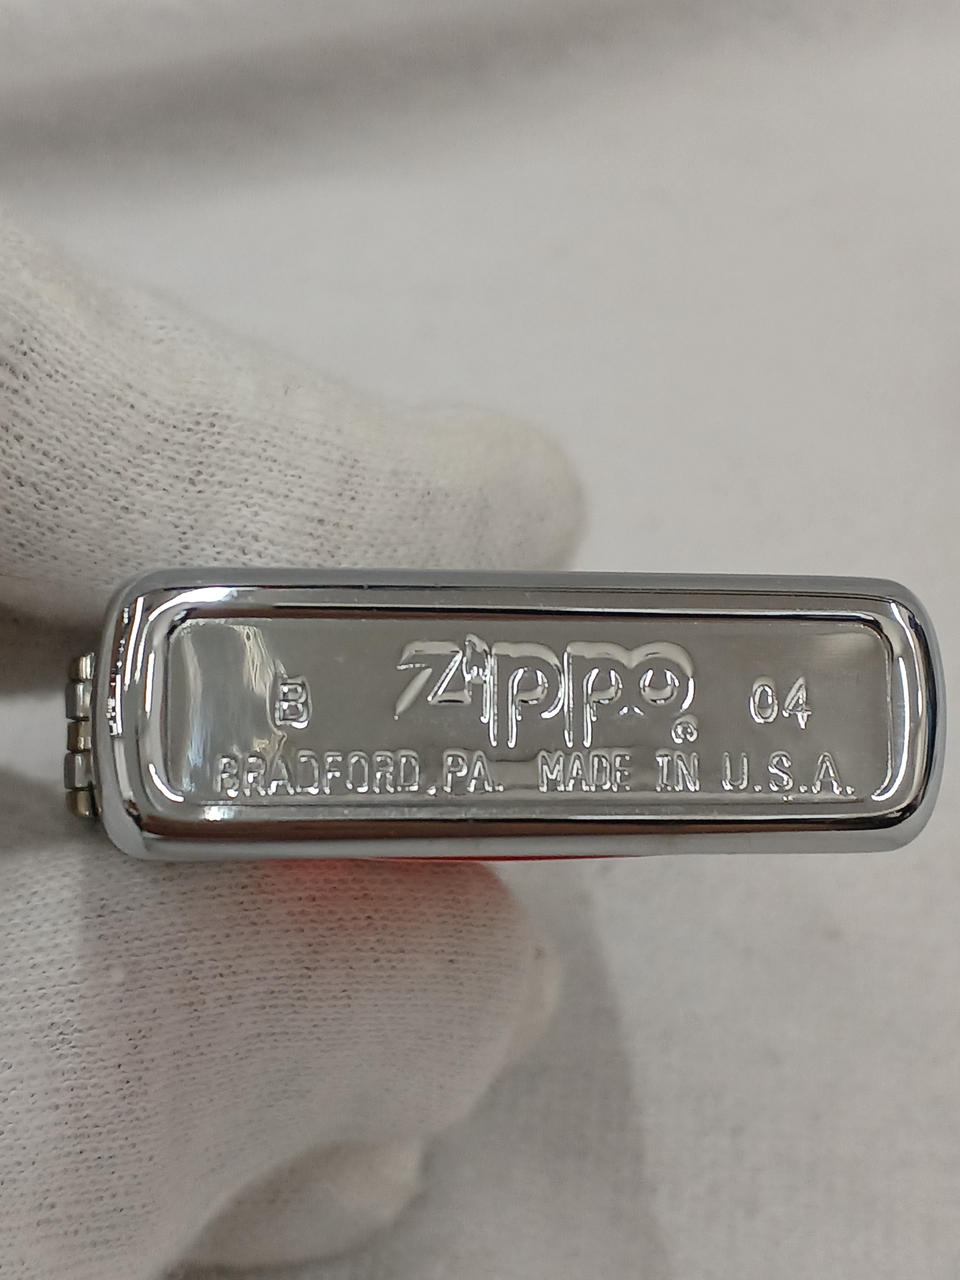 B Zippo ® 04
BRADFORD, PA. MADE IN U.S.A.